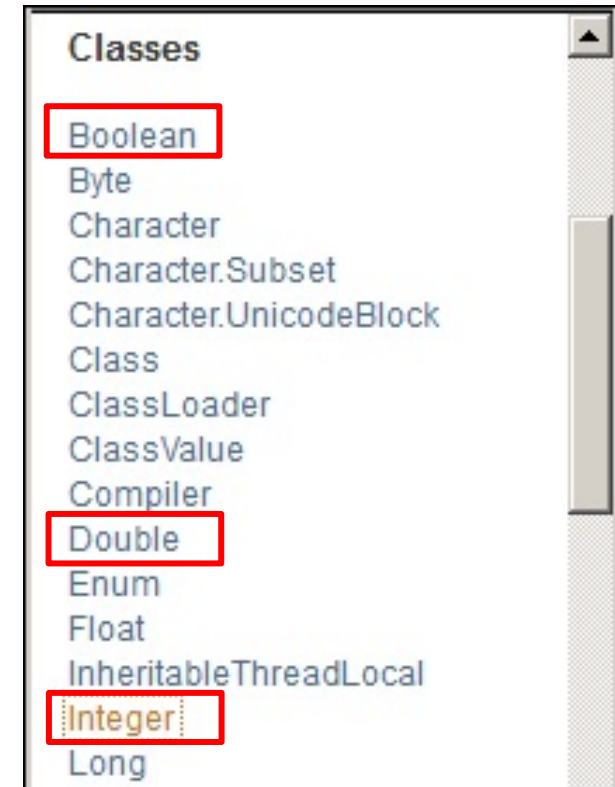 Classes
Boolean
Byte
Character
Character.Subset
Character.UnicodeBlock
Class
ClassLoader
ClassValue
Compiler
Double
Enum
Float
InheritableThreadLocal
Integer
Long